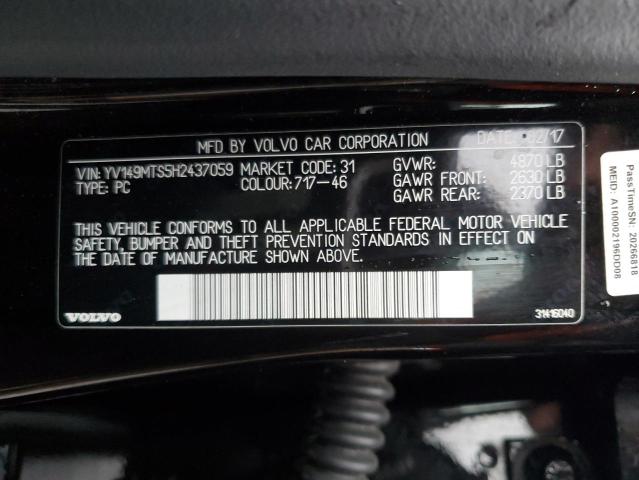 MFD BY VOLVO CAR CORPORATION DATE 02/17
VIN: YV149MTS5H2437059 MARKET CODE: 31 GVWR: 4870 LB
TYPE: PC COLOUR: 717-46 GAWR FRONT: 2630 LB
GAWR REAR: 2370 LB
THIS VEHICLE CONFORMS TO ALL APPLICABLE FEDERAL MOTOR VEHICLE
SAFETY, BUMPER AND THEFT PREVENTION STANDARDS IN EFFECT ON
THE DATE OF MANUFACTURE SHOWN ABOVE.
VOLVO 31416040
PassTimeSN: 20266818
MEID: A100002196DD08